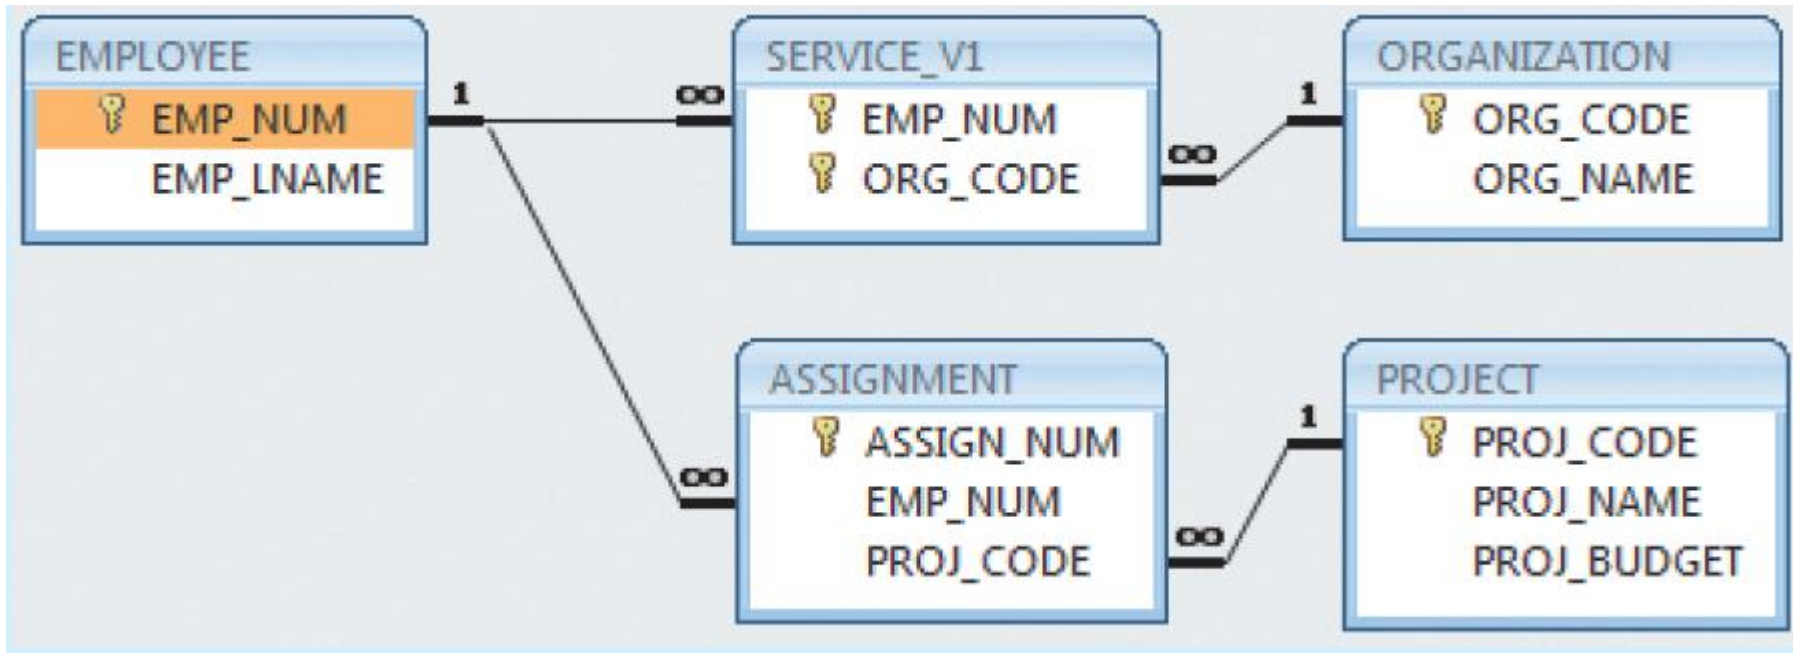 EMPLOYEE
EMP_NUM
EMP_LNAME
1
∞
SERVICE_V1
EMP_NUM
ORG_CODE
∞
1
ORGANIZATION
ORG_CODE
ORG_NAME
∞
ASSIGNMENT
ASSIGN_NUM
EMP_NUM
PROJ_CODE
∞
1
PROJECT
PROJ_CODE
PROJ_NAME
PROJ_BUDGET